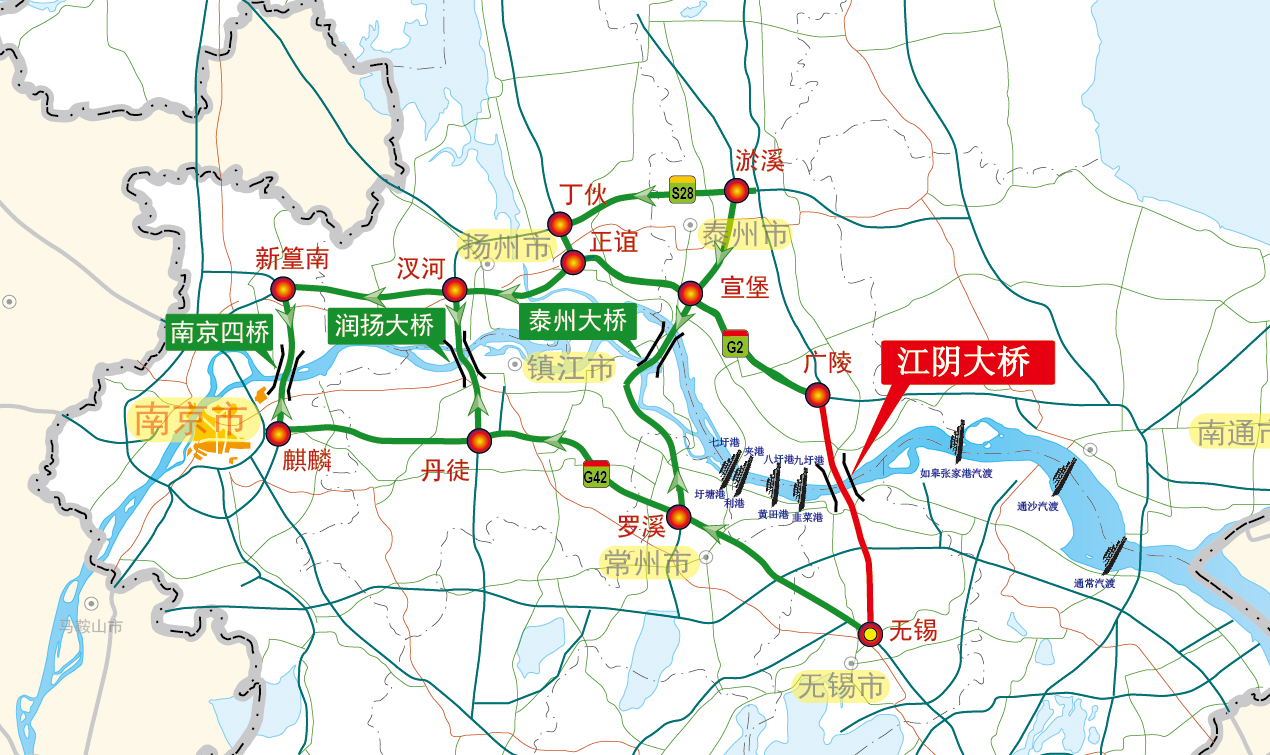 淤溪
丁伙
S28
泰州市
正谊
扬州市
新篁南
汊河
宣堡
南京四桥
润扬大桥
泰州大桥
G2
江阴大桥
镇江市
广陵
南京市
南通市
麒麟
丹徒
七圩港
夹港
八圩港
九圩港
如皋张家港汽渡
G42
圩塘港
利港
黄田港
韭菜港
通沙汽渡
罗溪
常州市
通常汽渡
马鞍山市
无锡
无锡市